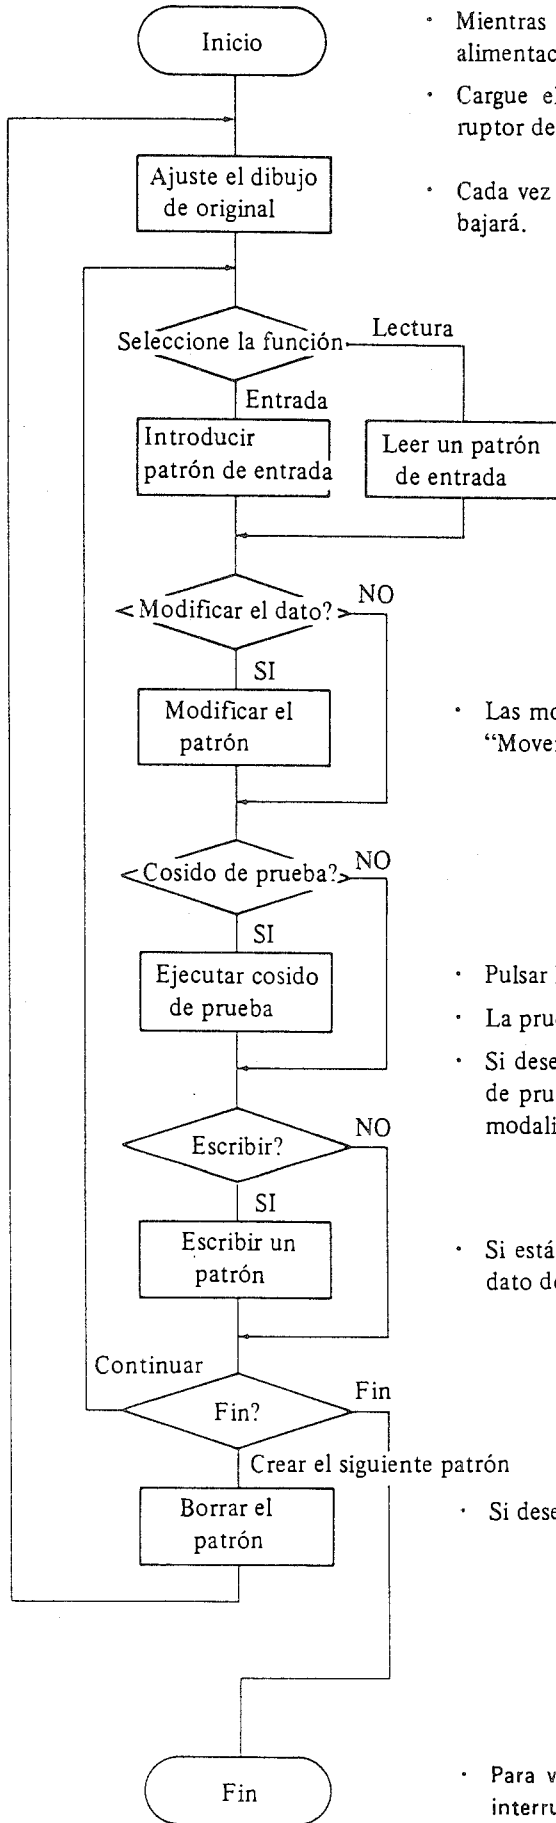 Inicio
· Mientras
alimentac
· Cargue el
ruptor de
Ajuste el dibujo
de original
· Cada vez
bajará.
Seleccione la función
Lectura
Entrada
Introducir
patrón de entrada
Leer un patrón
de entrada
< Modificar el dato? >
NO
SI
Modificar el
patrón
· Las mo
"Mover
< Cosido de prueba? >
NO
SI
Ejecutar cosido
de prueba
· Pulsar
· La prue
· Si dese
de pru
modali
Escribir?
NO
SI
Escribir un
patrón
· Si está
dato de
Continuar
Fin?
Fin
Crear el siguiente patrón
Borrar el
patrón
· Si dese
Fin
· Para v
interru